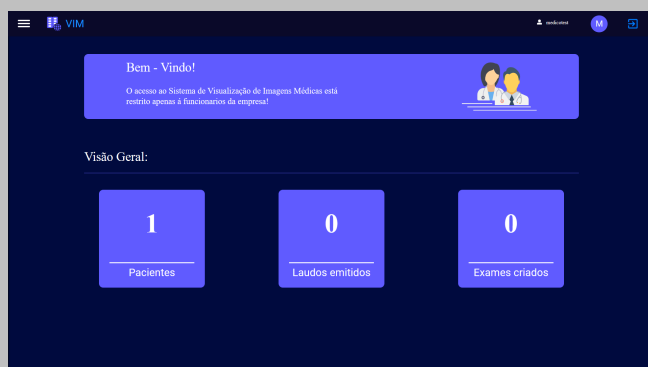 VIM
medicotest
M
Bem - Vindo!
O acesso ao Sistema de Visualização de Imagens Médicas está
restrito apenas á funcionarios da empresa!
Visão Geral:
1
0
0
Pacientes
Laudos emitidos
Exames criados